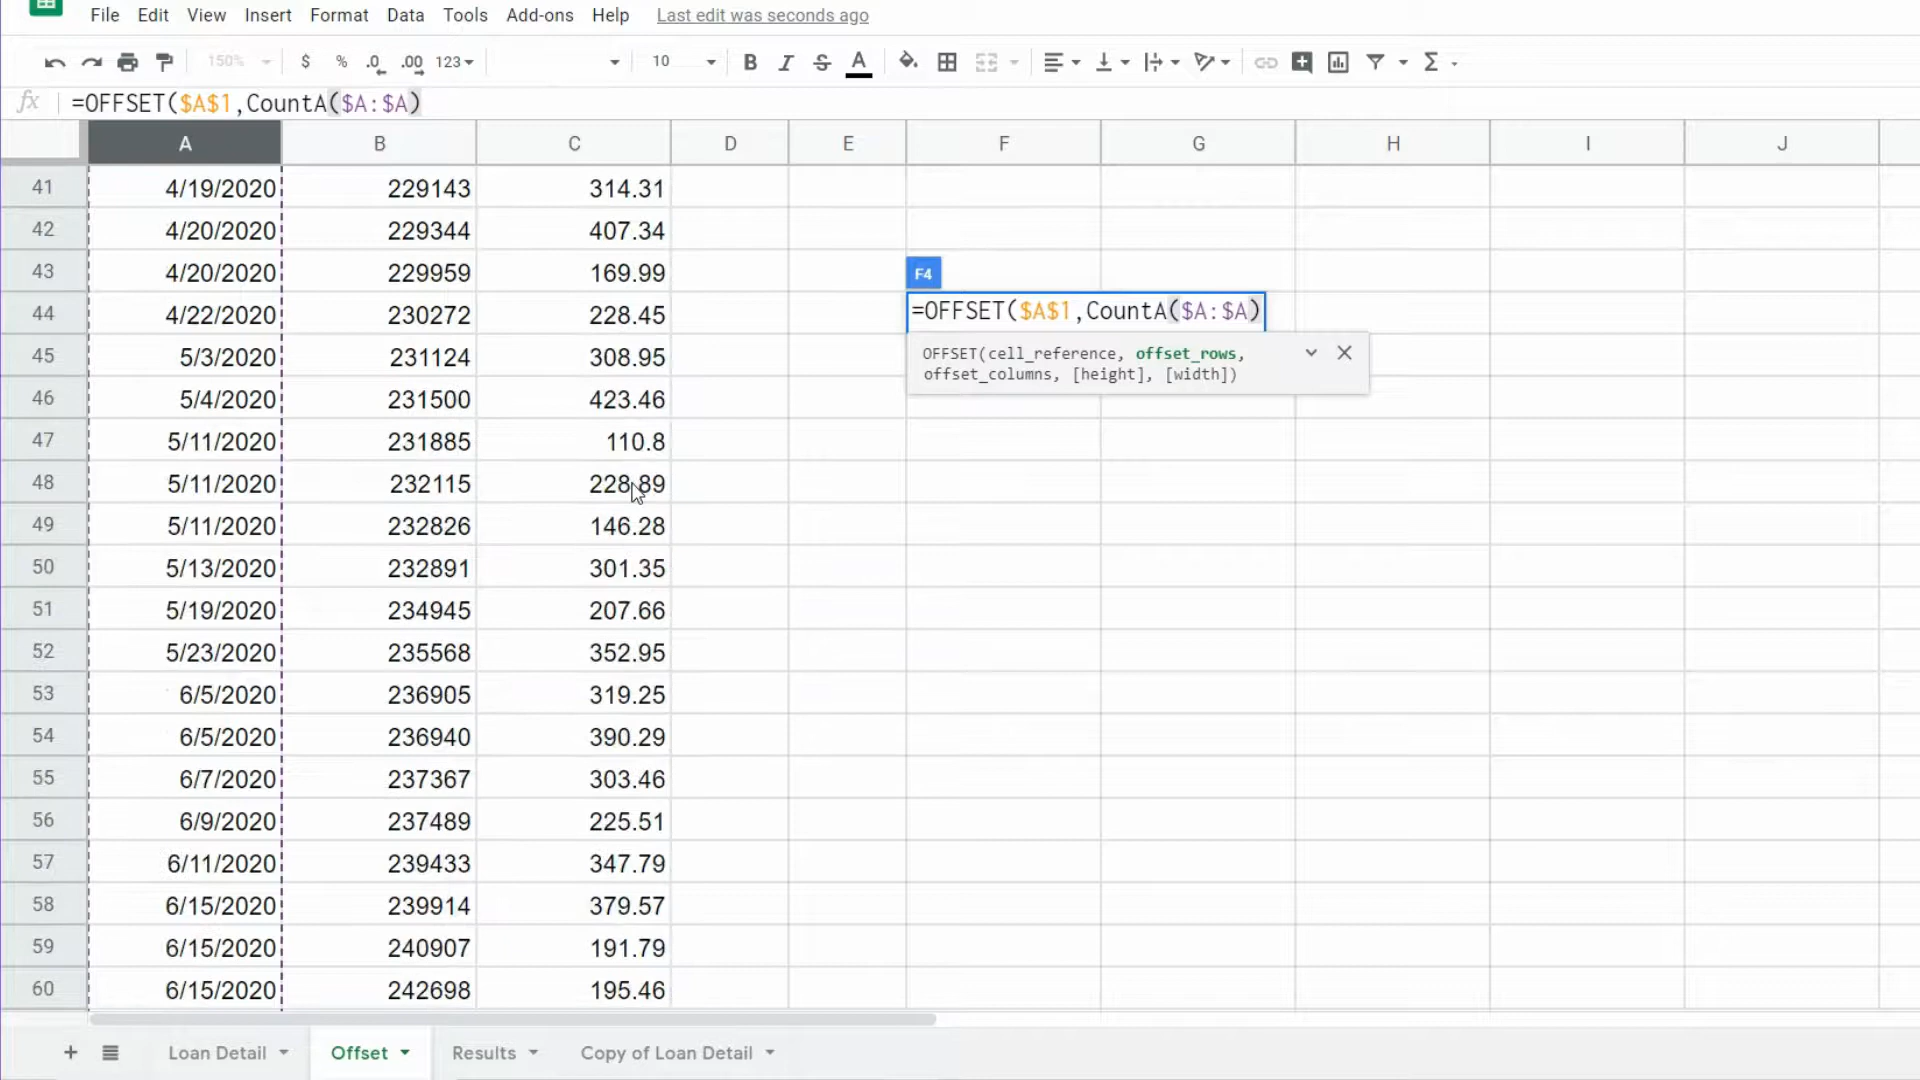 File Edit View Insert Format Data Tools Add-ons Help Last edit was seconds ago
150% $ % .0 .00 123 10 B I S A Σ
fx =OFFSET($A$1,CountA($A:$A)
A B C D E F G H I J
41 4/19/2020 229143 314.31
42 4/20/2020 229344 407.34
43 4/20/2020 229959 169.99
F4
44 4/22/2020 230272 228.45
=OFFSET($A$1,CountA($A:$A)
45 5/3/2020 231124 308.95
OFFSET(cell_reference, offset_rows,
offset_columns, [height], [width])
46 5/4/2020 231500 423.46
47 5/11/2020 231885 110.8
48 5/11/2020 232115 228.89
49 5/11/2020 232826 146.28
50 5/13/2020 232891 301.35
51 5/19/2020 234945 207.66
52 5/23/2020 235568 352.95
53 6/5/2020 236905 319.25
54 6/5/2020 236940 390.29
55 6/7/2020 237367 303.46
56 6/9/2020 237489 225.51
57 6/11/2020 239433 347.79
58 6/15/2020 239914 379.57
59 6/15/2020 240907 191.79
60 6/15/2020 242698 195.46
+ Loan Detail Offset Results Copy of Loan Detail